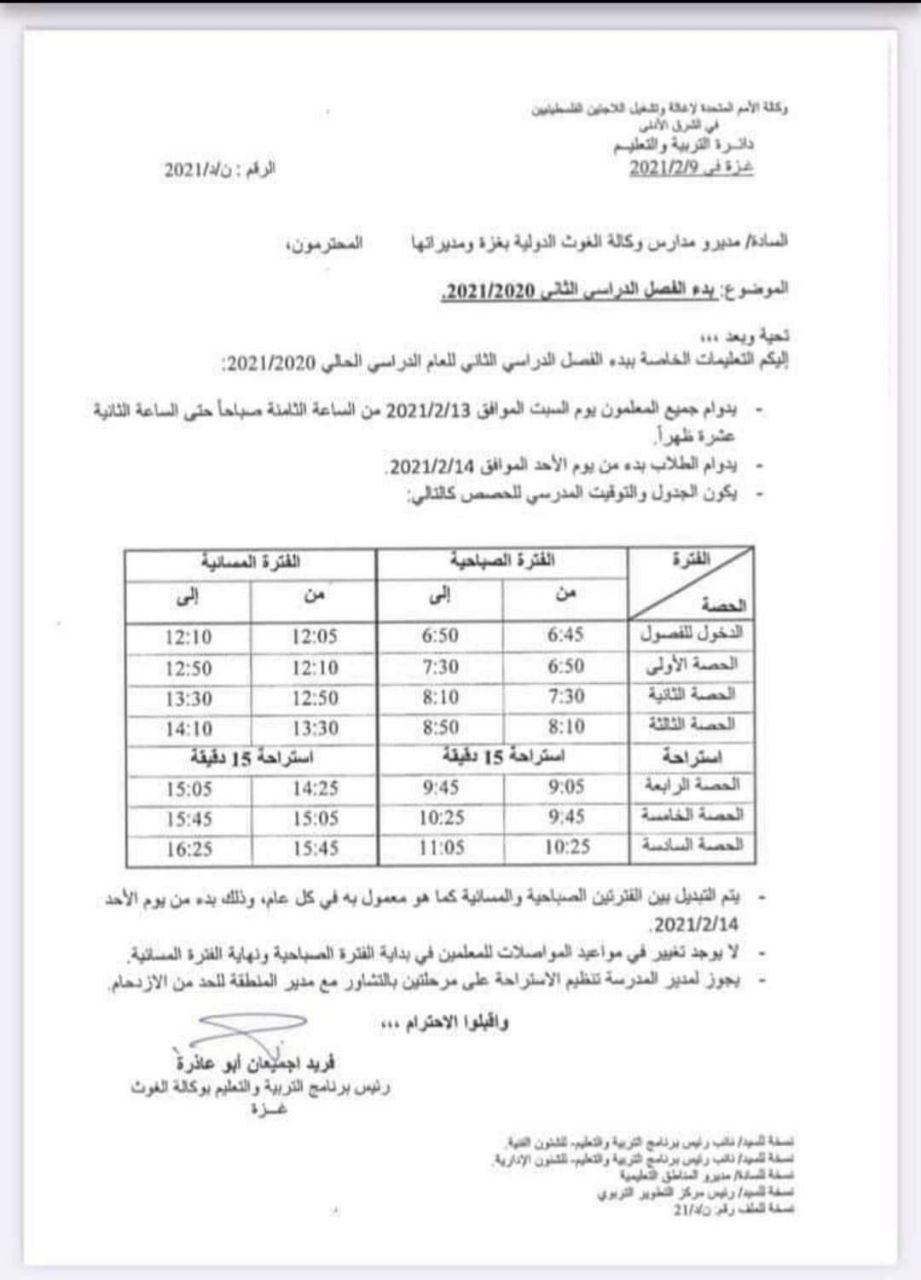 وكالة الأمم المتحدة لإغاثة وتشغيل اللاجئين الفلسطينيين
في الشرق الأدنى
دائـرة التربية والتعليـم
غزة في 2021/2/9
الرقم : ن/د/2021
السادة/ مديرو مدارس وكالة الغوث الدولية بغزة ومديراتها المحترمون،
الموضوع: بدء الفصل الدراسي الثاني 2021/2020.
تحية وبعد ،،،
إليكم التعليمات الخاصة ببدء الفصل الدراسي الثاني للعام الدراسي الحالي 2021/2020:
- يداوم جميع المعلمون يوم السبت الموافق 2021/2/13 من الساعة الثامنة صباحاً حتى الساعة الثانية
عشرة ظهراً.
- يداوم الطلاب بدء من يوم الأحد الموافق 2021/2/14.
- يكون الجدول والتوقيت المدرسي للحصص كالتالي:
الفترة الفترة الصباحية الفترة المسائية
الحصة من إلى من إلى
الدخول للفصول 6:45 6:50 12:05 12:10
الحصة الأولى 6:50 7:30 12:10 12:50
الحصة الثانية 7:30 8:10 12:50 13:30
الحصة الثالثة 8:10 8:50 13:30 14:10
استراحة استراحة 15 دقيقة استراحة 15 دقيقة
الحصة الرابعة 9:05 9:45 14:25 15:05
الحصة الخامسة 9:45 10:25 15:05 15:45
الحصة السادسة 10:25 11:05 15:45 16:25
- يتم التبديل بين الفترتين الصباحية والمسائية كما هو معمول به في كل عام، وذلك بدء من يوم الأحد
2021/2/14.
- لا يوجد تغيير في مواعيد المواصلات للمعلمين في بداية الفترة الصباحية ونهاية الفترة المسائية.
- يجوز لمدير المدرسة تنظيم الاستراحة على مرحلتين بالتشاور مع مدير المنطقة للحد من الازدحام.
واقبلوا الاحترام ،،،
فريد اجميعان أبو عاذرة
رئيس برنامج التربية والتعليم بوكالة الغوث
غــزة
نسخة للسيد/ نائب رئيس برنامج التربية والتعليم- للشئون الفنية.
نسخة للسيد/ نائب رئيس برنامج التربية والتعليم- للشئون الإدارية.
نسخة للسادة/ مديرو المناطق التعليمية
نسخة للسيد/ رئيس مركز التطوير التربوي
نسخة للملف رقم: ن/د/21